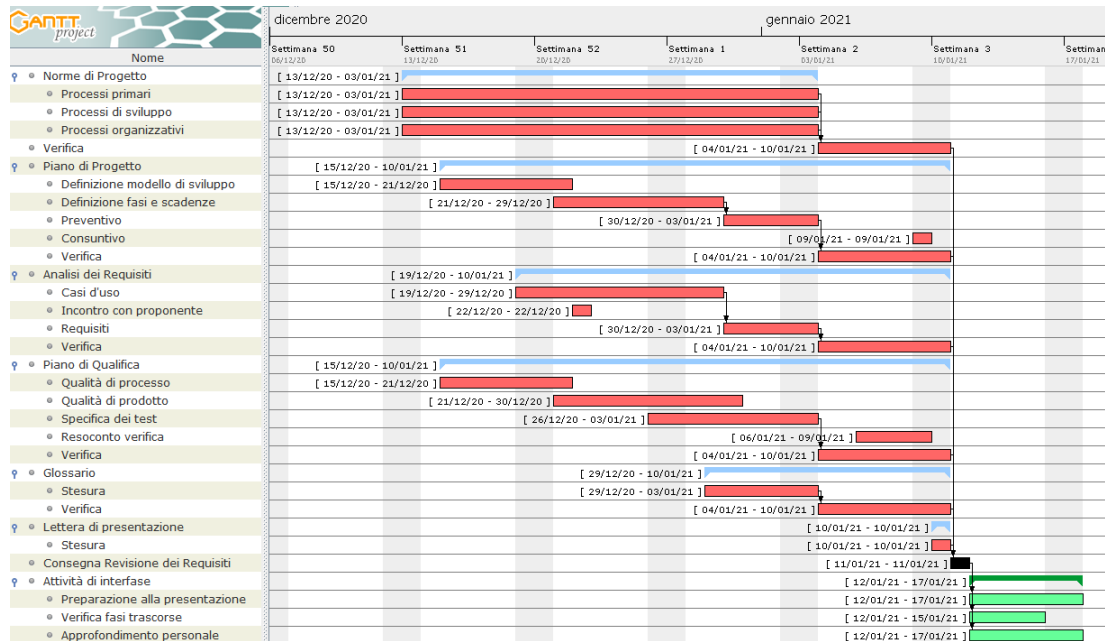 GANTT project
dicembre 2020 gennaio 2021
Settimana 50 Settimana 51 Settimana 52 Settimana 1 Settimana 2 Settimana 3 Settiman
Nome 06/12/20 13/12/20 20/12/20 27/12/20 03/01/21 10/01/21 17/01/21
Norme di Progetto [ 13/12/20 - 03/01/21 ]
Processi primari [ 13/12/20 - 03/01/21 ]
Processi di sviluppo [ 13/12/20 - 03/01/21 ]
Processi organizzativi [ 13/12/20 - 03/01/21 ]
Verifica [ 04/01/21 - 10/01/21 ]
Piano di Progetto [ 15/12/20 - 10/01/21 ]
Definizione modello di sviluppo [ 15/12/20 - 21/12/20 ]
Definizione fasi e scadenze [ 21/12/20 - 29/12/20 ]
Preventivo [ 30/12/20 - 03/01/21 ]
Consuntivo [ 09/01/21 - 09/01/21 ]
Verifica [ 04/01/21 - 10/01/21 ]
Analisi dei Requisiti [ 19/12/20 - 10/01/21 ]
Casi d'uso [ 19/12/20 - 29/12/20 ]
Incontro con proponente [ 22/12/20 - 22/12/20 ]
Requisiti [ 30/12/20 - 03/01/21 ]
Verifica [ 04/01/21 - 10/01/21 ]
Piano di Qualifica [ 15/12/20 - 10/01/21 ]
Qualità di processo [ 15/12/20 - 21/12/20 ]
Qualità di prodotto [ 21/12/20 - 30/12/20 ]
Specifica dei test [ 26/12/20 - 03/01/21 ]
Resoconto verifica [ 06/01/21 - 09/01/21 ]
Verifica [ 04/01/21 - 10/01/21 ]
Glossario [ 29/12/20 - 10/01/21 ]
Stesura [ 29/12/20 - 03/01/21 ]
Verifica [ 04/01/21 - 10/01/21 ]
Lettera di presentazione [ 10/01/21 - 10/01/21 ]
Stesura [ 10/01/21 - 10/01/21 ]
Consegna Revisione dei Requisiti [ 11/01/21 - 11/01/21 ]
Attività di interfase [ 12/01/21 - 17/01/21 ]
Preparazione alla presentazione [ 12/01/21 - 17/01/21 ]
Verifica fasi trascorse [ 12/01/21 - 15/01/21 ]
Approfondimento personale [ 12/01/21 - 17/01/21 ]